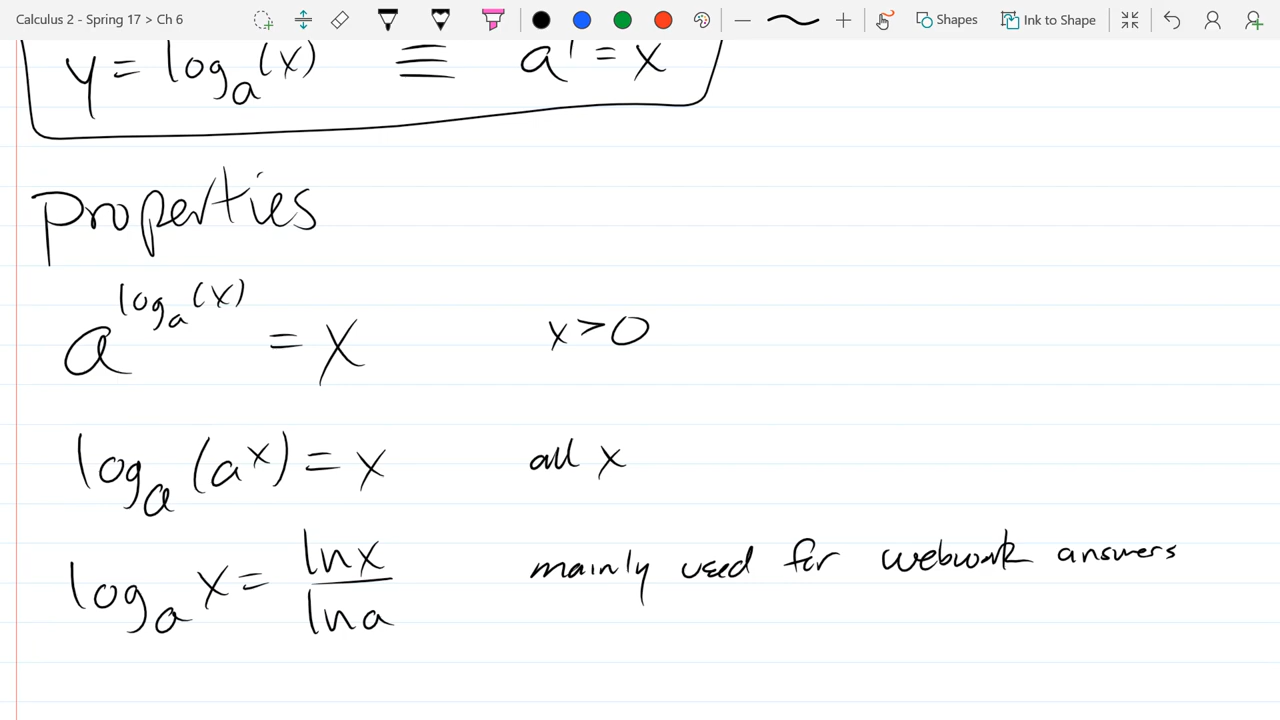 Calculus 2 - Spring 17 > Ch 6
Shapes
Ink to Shape
y = log_a(x) ≡ a^y = x
Properties
a^(log_a(x)) = x x > 0
log_a(a^x) = x all x
log_a x = ln x / ln a mainly used for webwork answers